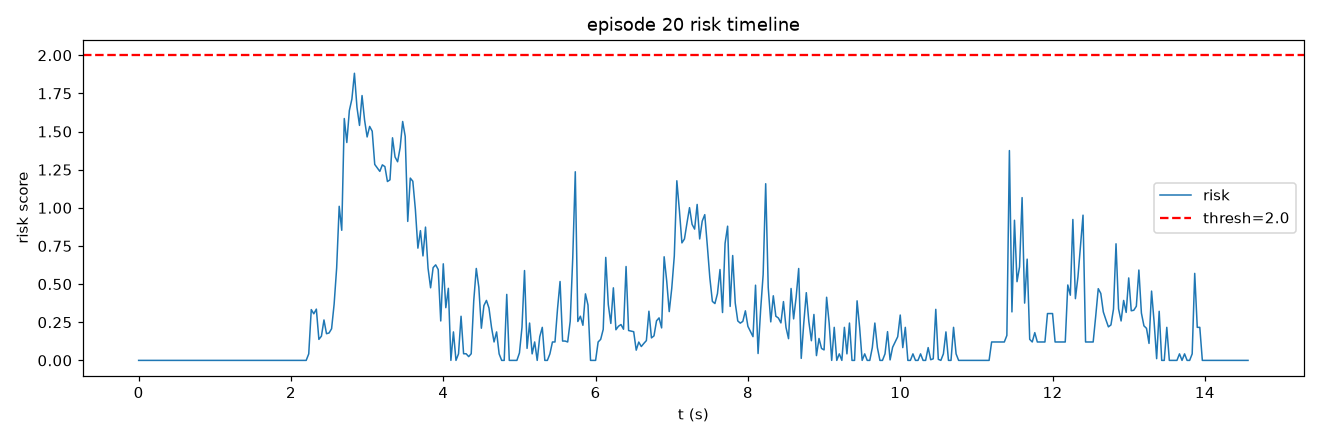 episode 20 risk timeline
risk score
2.00
1.75
1.50
1.25
1.00
0.75
0.50
0.25
0.00
risk
thresh=2.0
0 2 4 6 8 10 12 14
t (s)